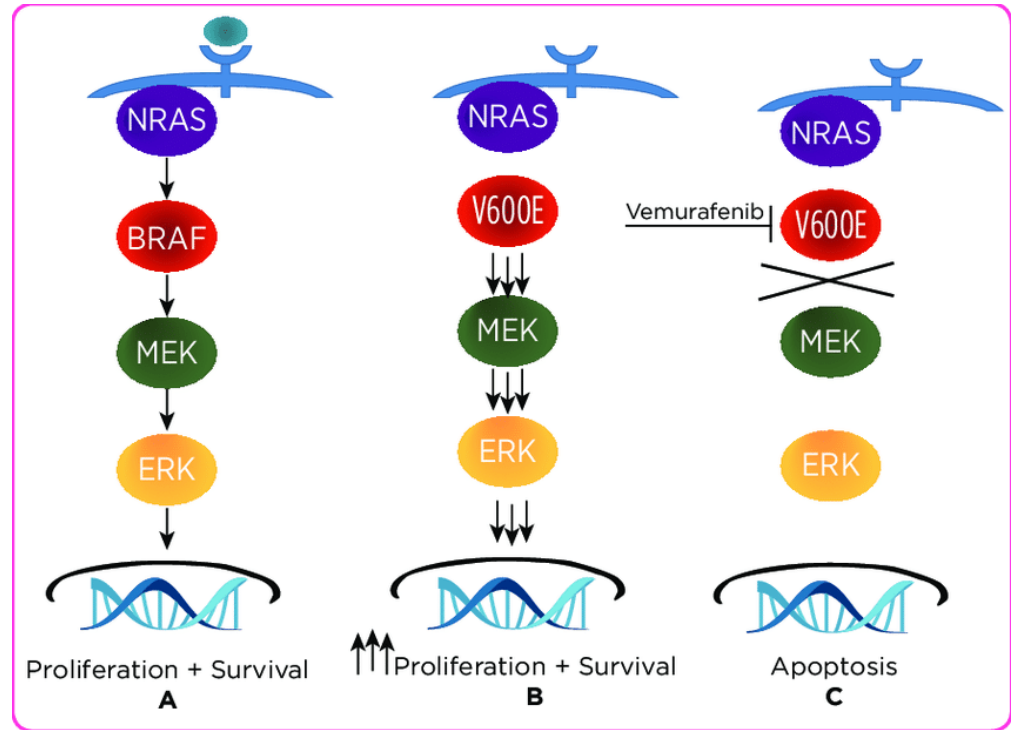 NRAS
BRAF
MEK
ERK
Proliferation + Survival
A
NRAS
V600E
MEK
ERK
Proliferation + Survival
B
Vemurafenib
NRAS
V600E
MEK
ERK
Apoptosis
C